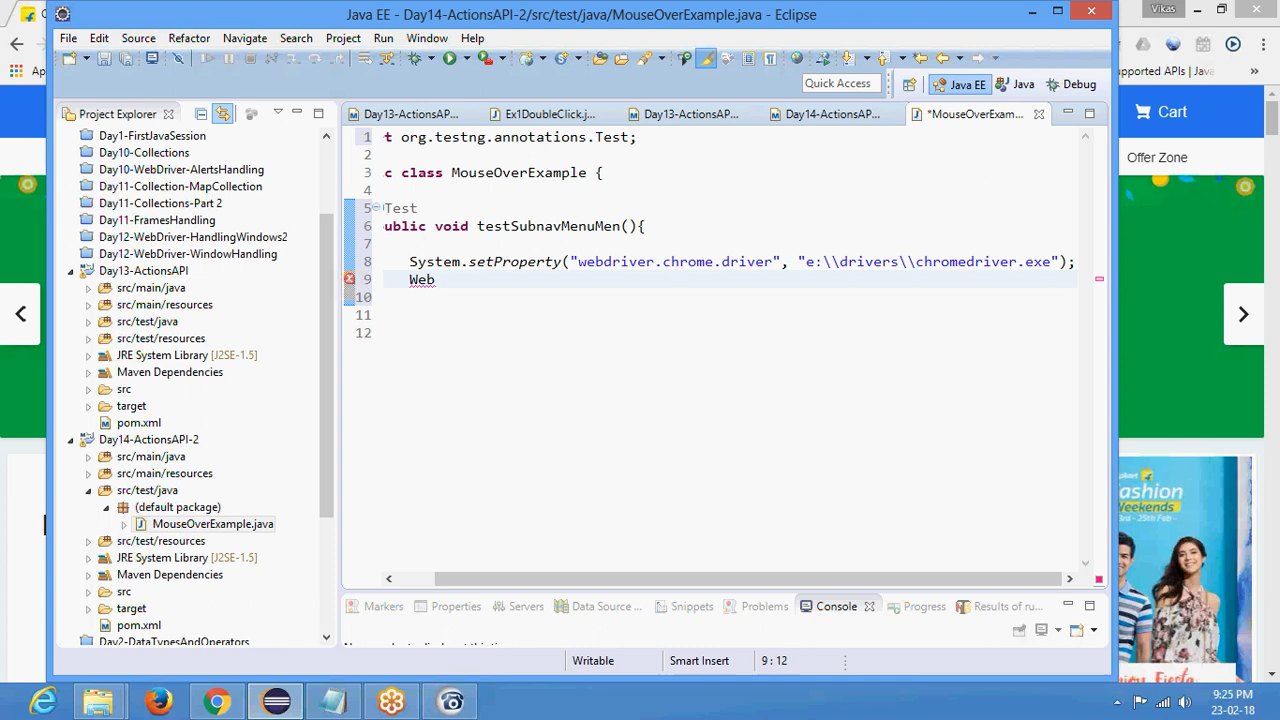 Vikas
Java EE - Day14-ActionsAPI-2/src/test/java/MouseOverExample.java - Eclipse
File Edit Source Refactor Navigate Search Project Run Window Help
Quick Access
Java EE
Java
Debug
Ap
upported APIs | Java
Project Explorer
Day13-ActionsAP...
Ex1DoubleClick.j...
Day13-ActionsAP...
Day14-ActionsAP...
*MouseOverExam...
Cart
Offer Zone
Day1-FirstJavaSession
Day10-Collections
Day10-WebDriver-AlertsHandling
Day11-Collection-MapCollection
Day11-Collections-Part 2
Day11-FramesHandling
Day12-WebDriver-HandlingWindows2
Day12-WebDriver-WindowHandling
Day13-ActionsAPI
src/main/java
src/main/resources
src/test/java
src/test/resources
JRE System Library [J2SE-1.5]
Maven Dependencies
src
target
pom.xml
Day14-ActionsAPI-2
src/main/java
src/main/resources
src/test/java
(default package)
MouseOverExample.java
src/test/resources
JRE System Library [J2SE-1.5]
Maven Dependencies
src
target
pom.xml
Day2-DataTypesAndOperators
1 t org.testng.annotations.Test;
2
3 c class MouseOverExample {
4
5 Test
6 ublic void testSubnavMenuMen(){
7
8 System.setProperty("webdriver.chrome.driver", "e:\\drivers\\chromedriver.exe");
9 Web
10
11
12
Markers
Properties
Servers
Data Source ...
Snippets
Problems
Console
Progress
Results of ru...
Writable
Smart Insert
9 : 12
ashion
Weekends
25th Feb
Fiesta
9:25 PM
23-02-18